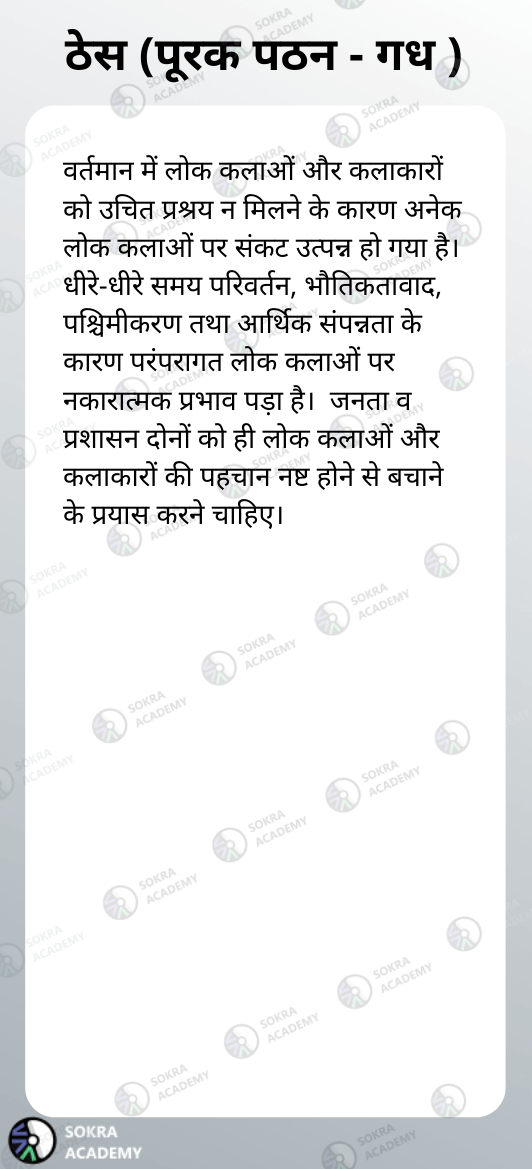 ठेस (पूरक पठन - गध )
वर्तमान में लोक कलाओं और कलाकारों
को उचित प्रश्रय न मिलने के कारण अनेक
लोक कलाओं पर संकट उत्पन्न हो गया है।
धीरे-धीरे समय परिवर्तन, भौतिकतावाद,
पश्चिमीकरण तथा आर्थिक संपन्नता के
कारण परंपरागत लोक कलाओं पर
नकारात्मक प्रभाव पड़ा है। जनता व
प्रशासन दोनों को ही लोक कलाओं और
कलाकारों की पहचान नष्ट होने से बचाने
के प्रयास करने चाहिए।
SOKRA
ACADEMY